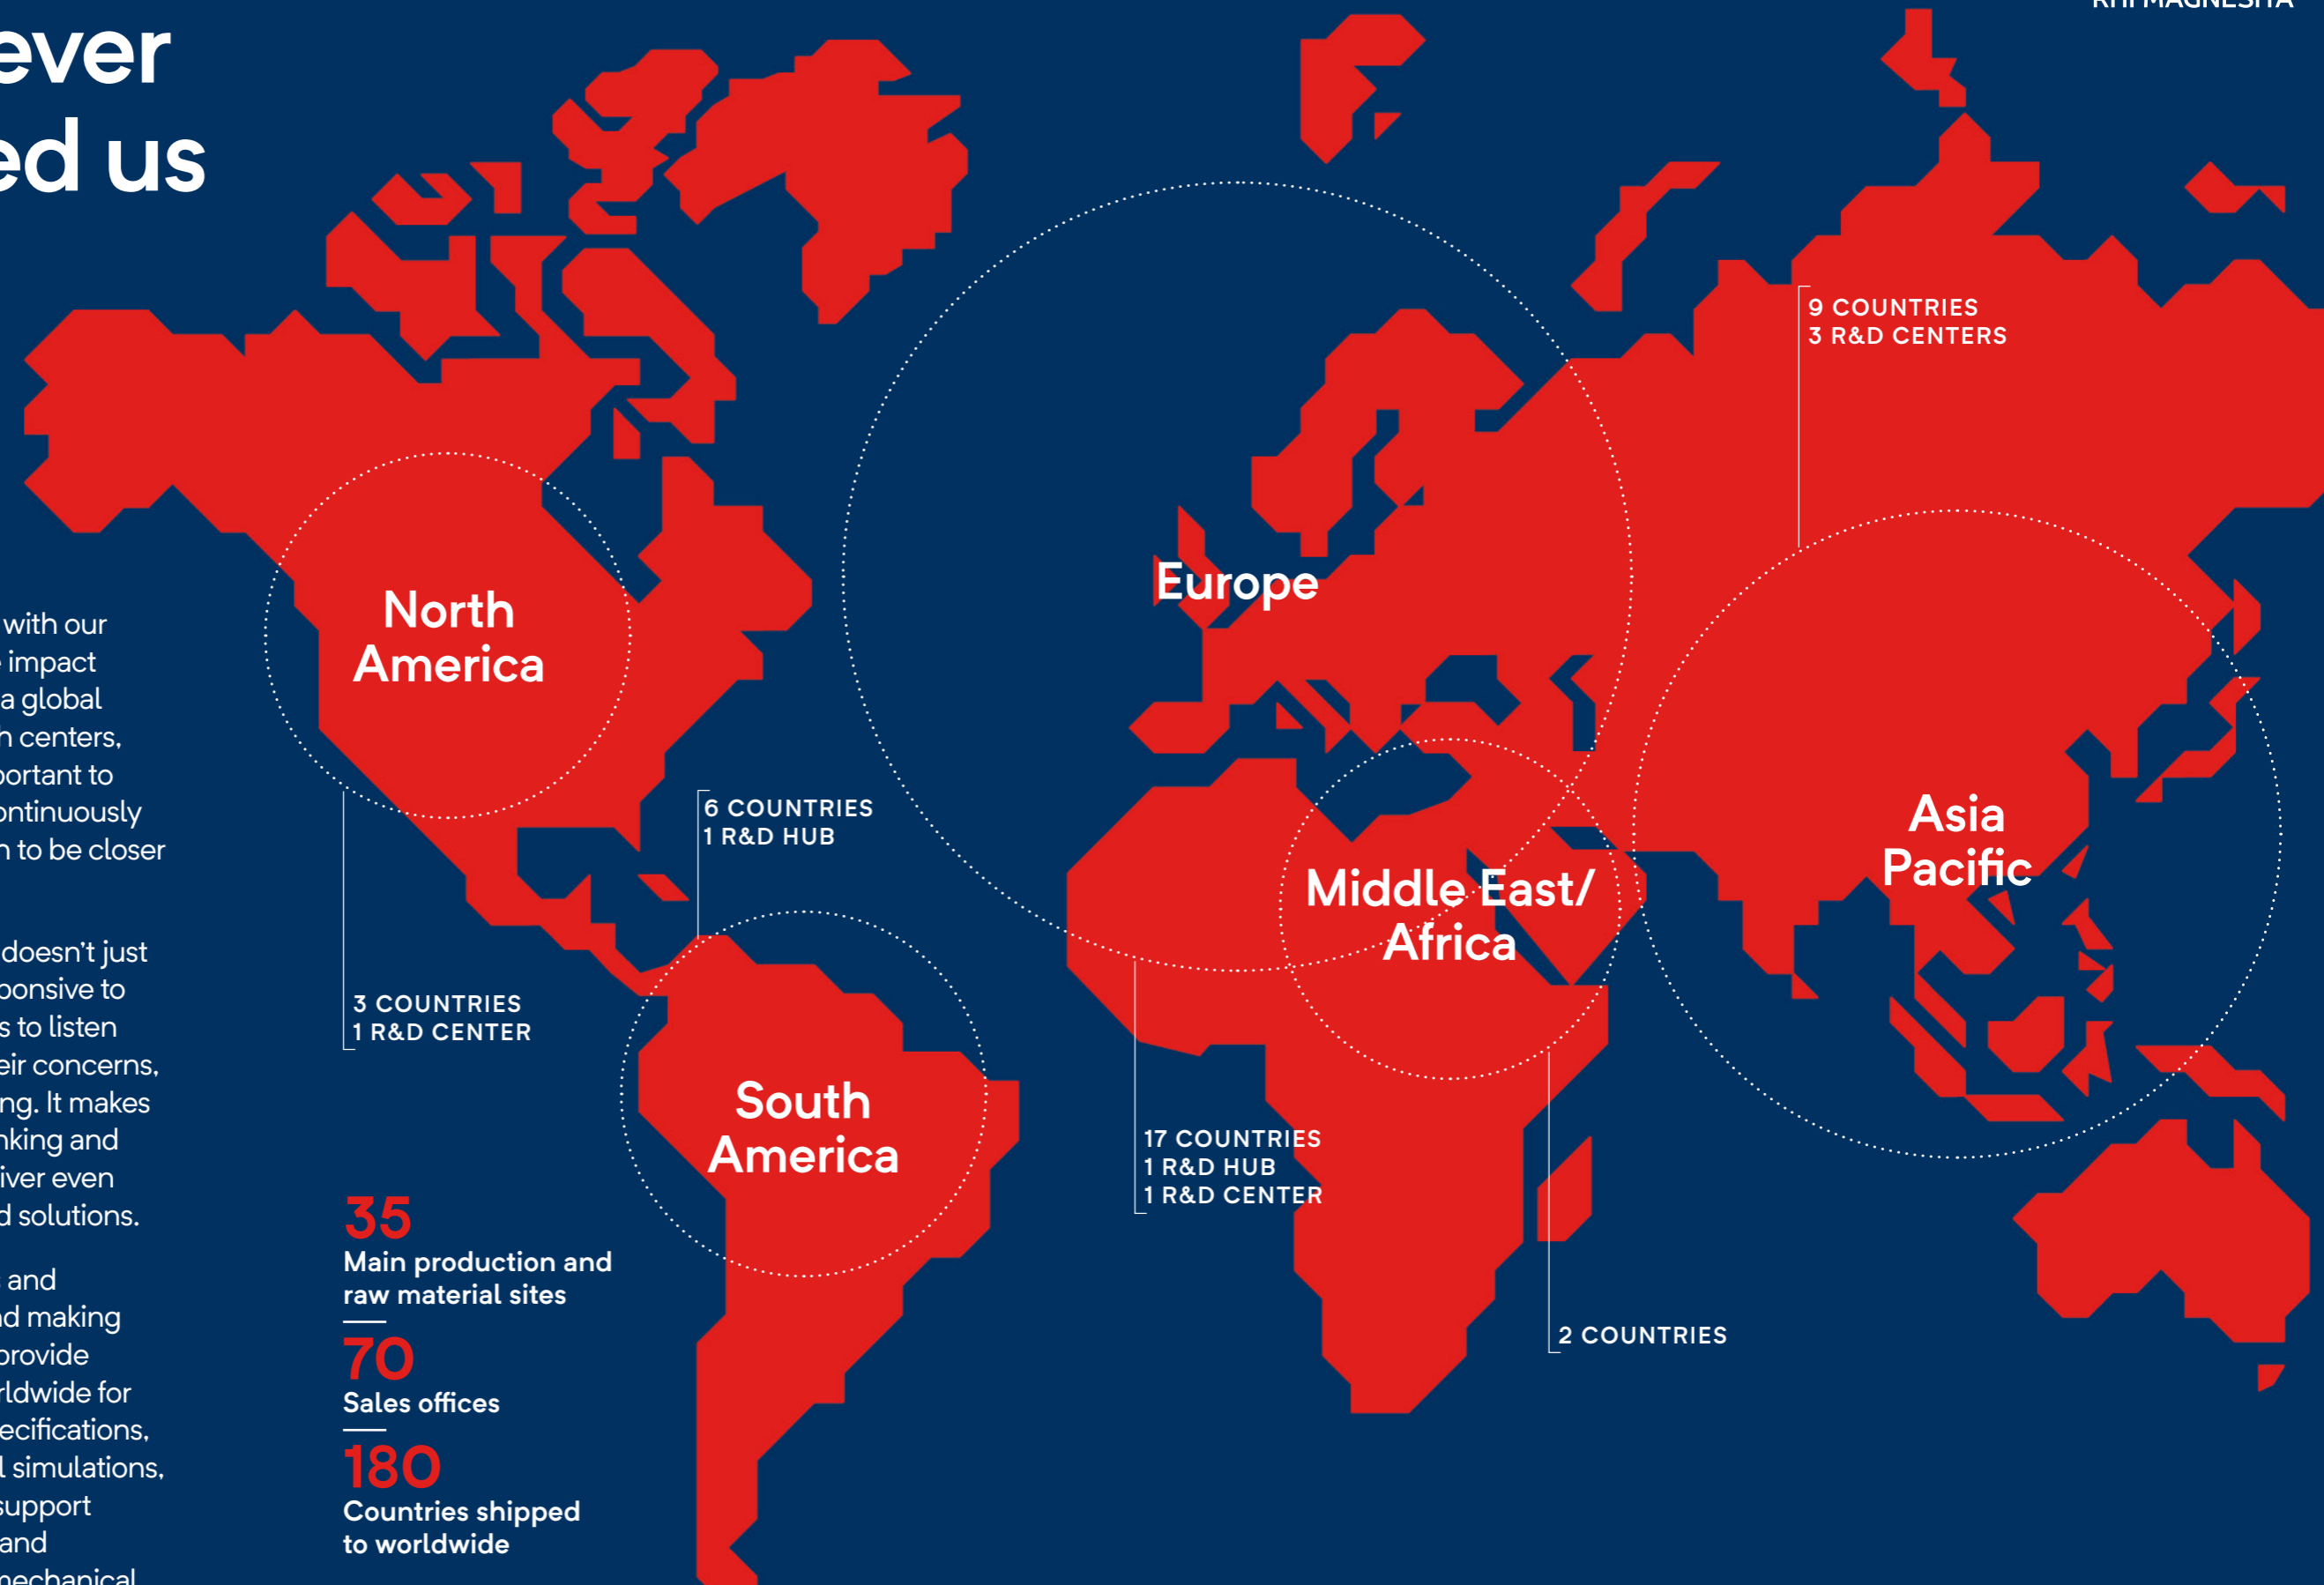 ever
ed us
with our
impact
a global
centers,
portant to
ontinuously
to be closer
doesn't just
ponsive to
s to listen
eir concerns,
ng. It makes
nking and
iver even
d solutions.
and
d making
provide
rldwide for
ecifications,
l simulations,
support
and
mechanical
RHI MAGNESITA
North
America
3 COUNTRIES
1 R&D CENTER
6 COUNTRIES
1 R&D HUB
South
America
Europe
17 COUNTRIES
1 R&D HUB
1 R&D CENTER
Middle East/
Africa
2 COUNTRIES
9 COUNTRIES
3 R&D CENTERS
Asia
Pacific
35
Main production and
raw material sites
70
Sales offices
180
Countries shipped
to worldwide